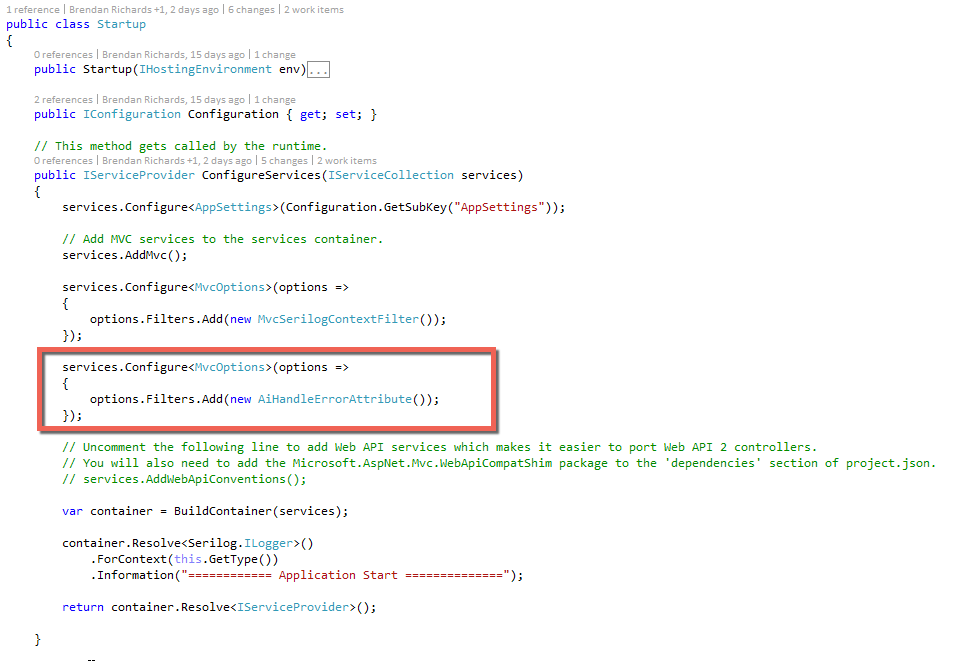 1 reference | Brendan Richards +1, 2 days ago | 6 changes | 2 work items
public class Startup
{
0 references | Brendan Richards, 15 days ago | 1 change
public Startup(IHostingEnvironment env)...
2 references | Brendan Richards, 15 days ago | 1 change
public IConfiguration Configuration { get; set; }
// This method gets called by the runtime.
0 references | Brendan Richards +1, 2 days ago | 5 changes | 2 work items
public IServiceProvider ConfigureServices(IServiceCollection services)
{
services.Configure<AppSettings>(Configuration.GetSubKey("AppSettings"));
// Add MVC services to the services container.
services.AddMvc();
services.Configure<MvcOptions>(options =>
{
options.Filters.Add(new MvcSerilogContextFilter());
});
services.Configure<MvcOptions>(options =>
{
options.Filters.Add(new AiHandleErrorAttribute());
});
// Uncomment the following line to add Web API services which makes it easier to port Web API 2 controllers.
// You will also need to add the Microsoft.AspNet.Mvc.WebApiCompatShim package to the 'dependencies' section of project.json.
// services.AddWebApiConventions();
var container = BuildContainer(services);
container.Resolve<Serilog.ILogger>()
.ForContext(this.GetType())
.Information("============ Application Start ==============");
return container.Resolve<IServiceProvider>();
}